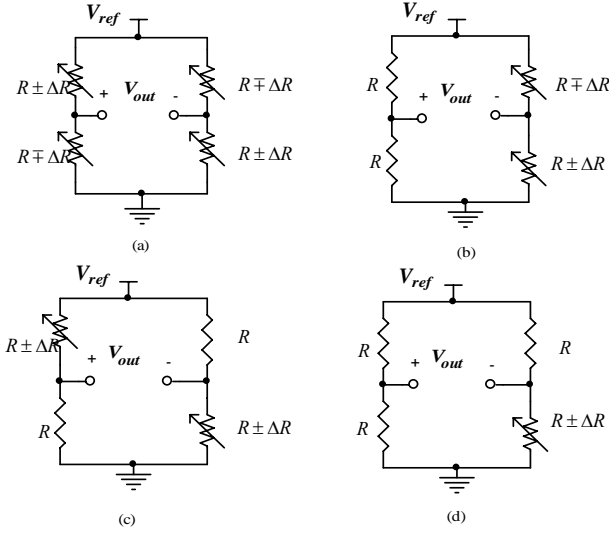 V_ref
R ± ΔR
+ V_out -
R ∓ ΔR
R ∓ ΔR
R ± ΔR
(a)
V_ref
R
+ V_out -
R ∓ ΔR
R
R ± ΔR
(b)
V_ref
R ± ΔR
+ V_out -
R
R
R ± ΔR
(c)
V_ref
R
+ V_out -
R
R
R ± ΔR
(d)